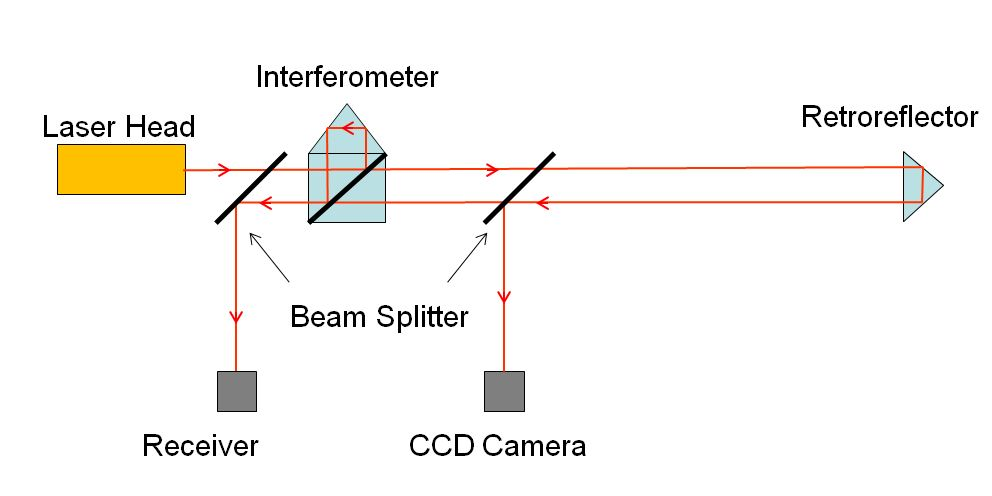 Interferometer
Laser Head
Retroreflector
Beam Splitter
Receiver
CCD Camera